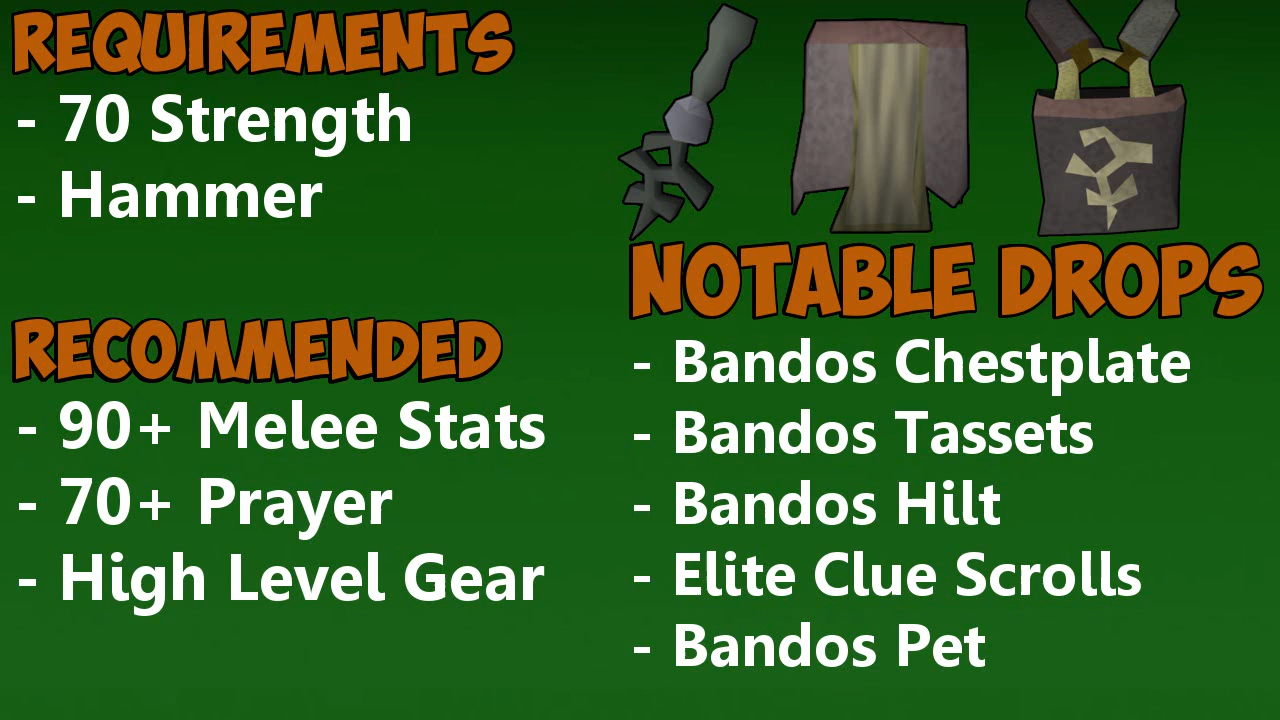 REQUIREMENTS
- 70 Strength
- Hammer
RECOMMENDED
- 90+ Melee Stats
- 70+ Prayer
- High Level Gear
NOTABLE DROPS
- Bandos Chestplate
- Bandos Tassets
- Bandos Hilt
- Elite Clue Scrolls
- Bandos Pet